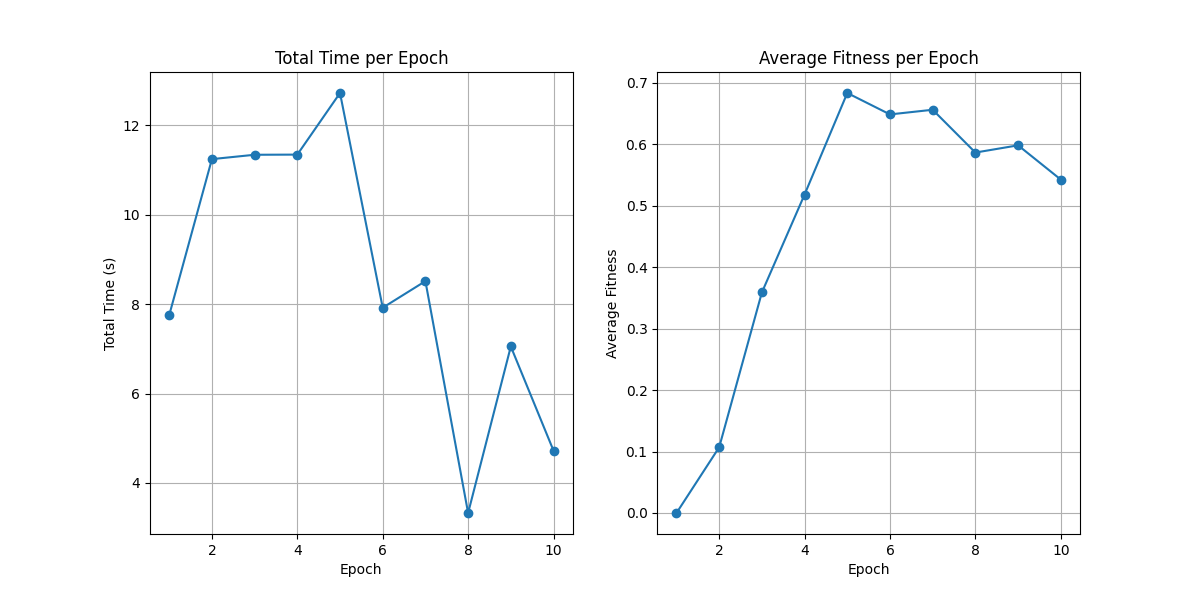 Total Time per Epoch
12
10
8
6
4
Total Time (s)
2 4 6 8 10
Epoch
Average Fitness per Epoch
0.7
0.6
0.5
0.4
0.3
0.2
0.1
0.0
Average Fitness
2 4 6 8 10
Epoch